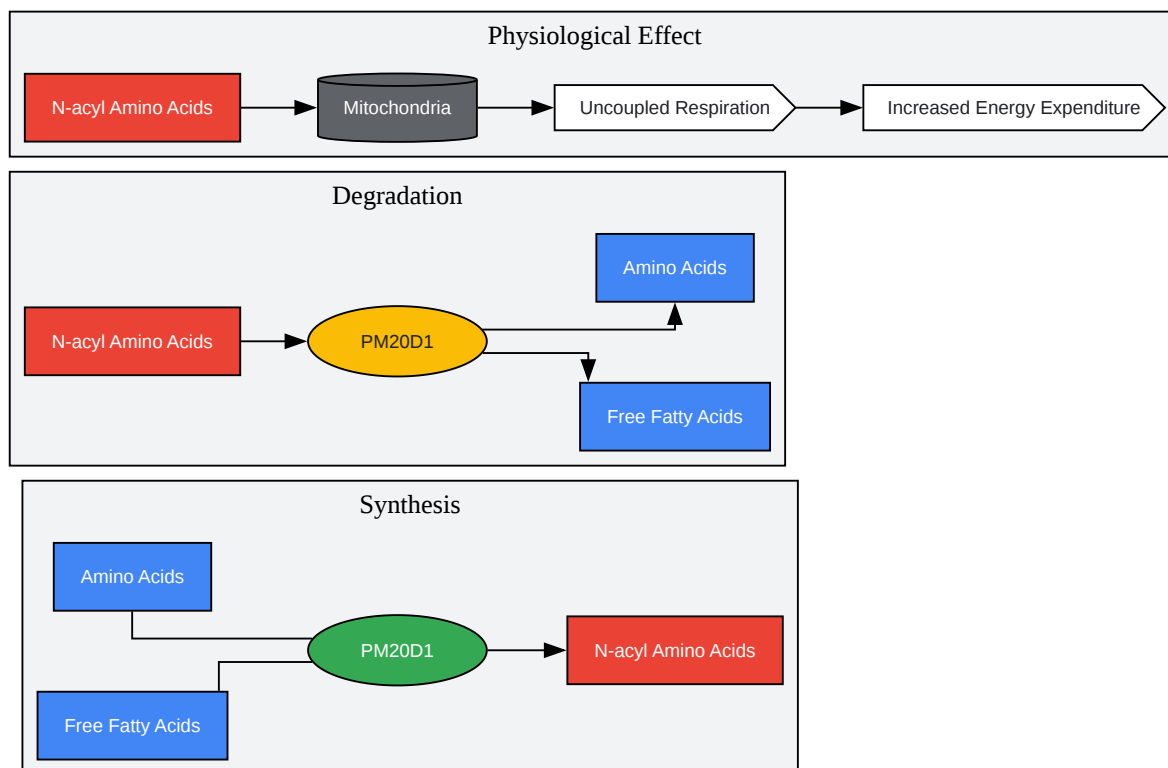 Physiological Effect
N-acyl Amino Acids
Mitochondria
Uncoupled Respiration
Increased Energy Expenditure
Degradation
Amino Acids
N-acyl Amino Acids
PM20D1
Free Fatty Acids
Synthesis
Amino Acids
PM20D1
N-acyl Amino Acids
Free Fatty Acids